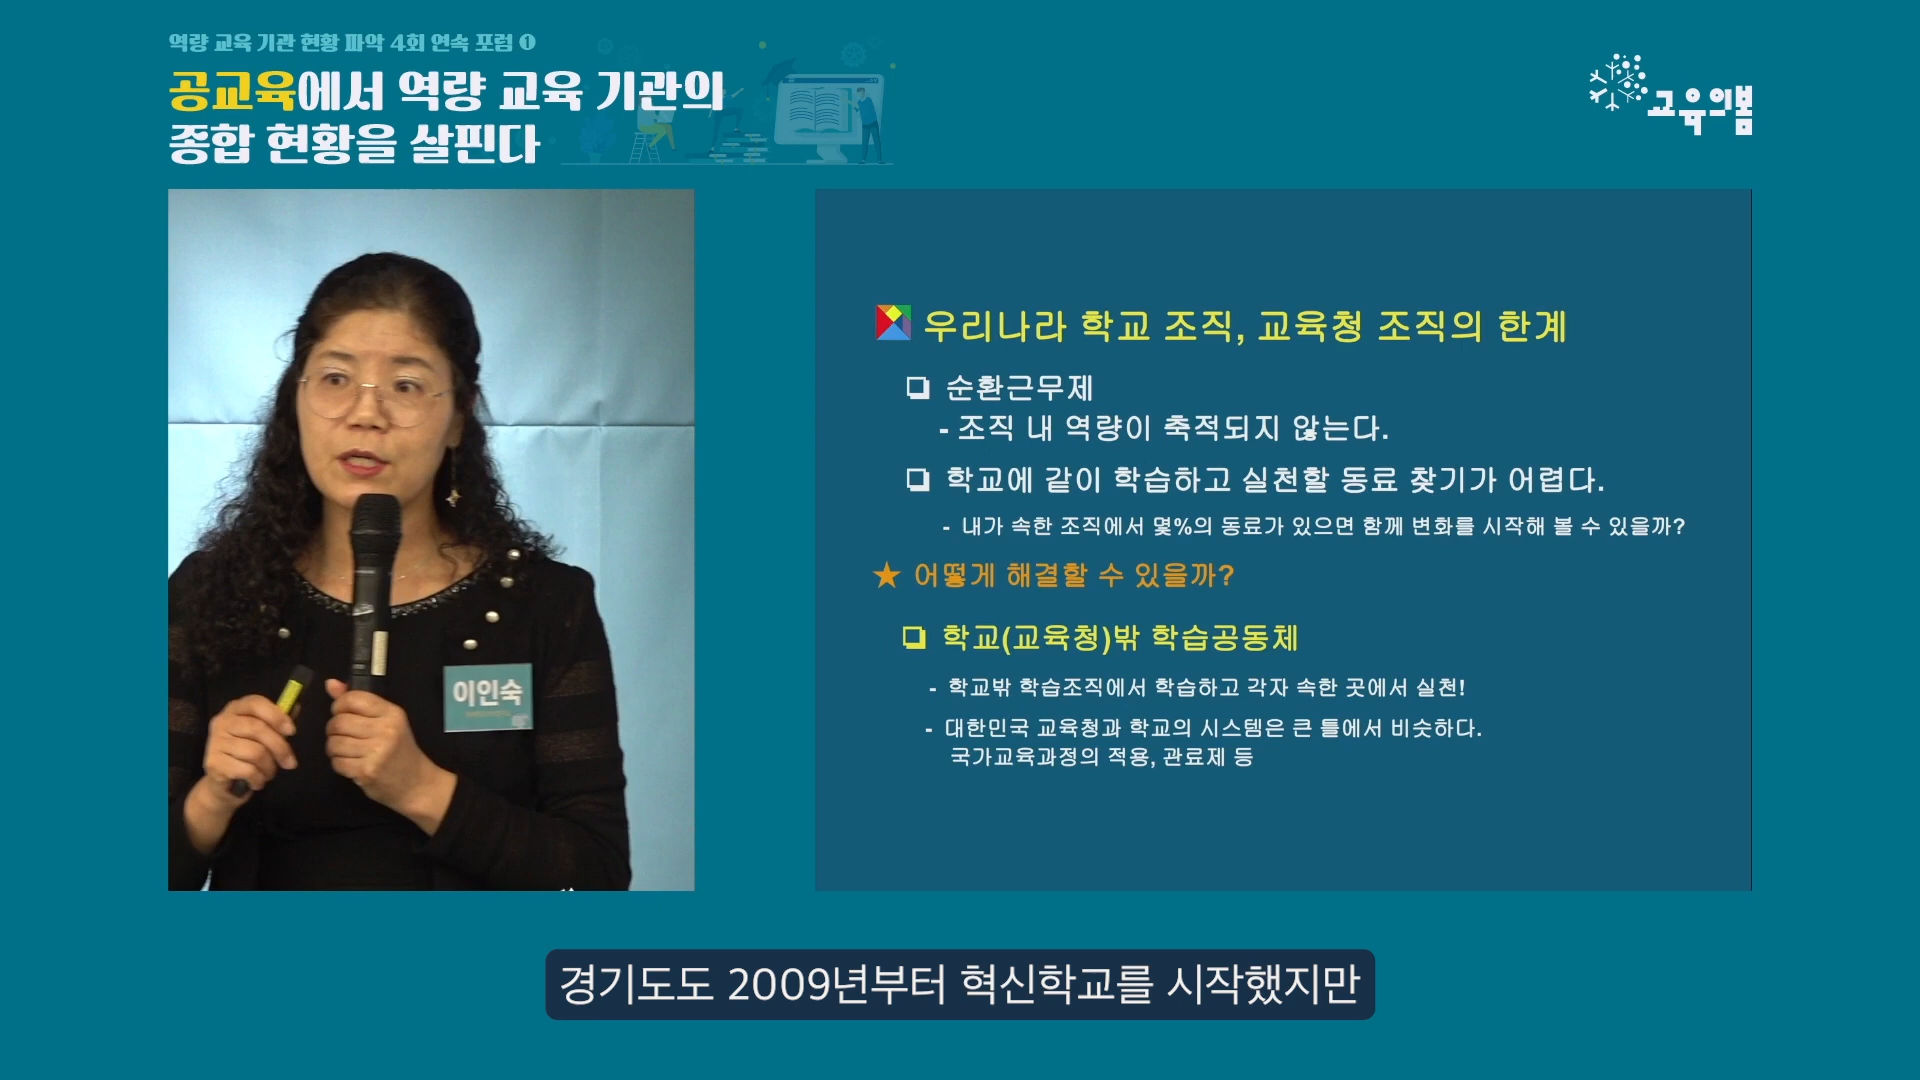 역량 교육 기관 현황 파악 4회 연속 포럼 ❶
공교육에서 역량 교육 기관의
종합 현황을 살핀다
교육의봄
우리나라 학교 조직, 교육청 조직의 한계
❏ 순환근무제
- 조직 내 역량이 축적되지 않는다.
❏ 학교에 같이 학습하고 실천할 동료 찾기가 어렵다.
- 내가 속한 조직에서 몇%의 동료가 있으면 함께 변화를 시작해 볼 수 있을까?
★ 어떻게 해결할 수 있을까?
❏ 학교(교육청)밖 학습공동체
- 학교밖 학습조직에서 학습하고 각자 속한 곳에서 실천!
- 대한민국 교육청과 학교의 시스템은 큰 틀에서 비슷하다.
국가교육과정의 적용, 관료제 등
이인숙
경기도도 2009년부터 혁신학교를 시작했지만